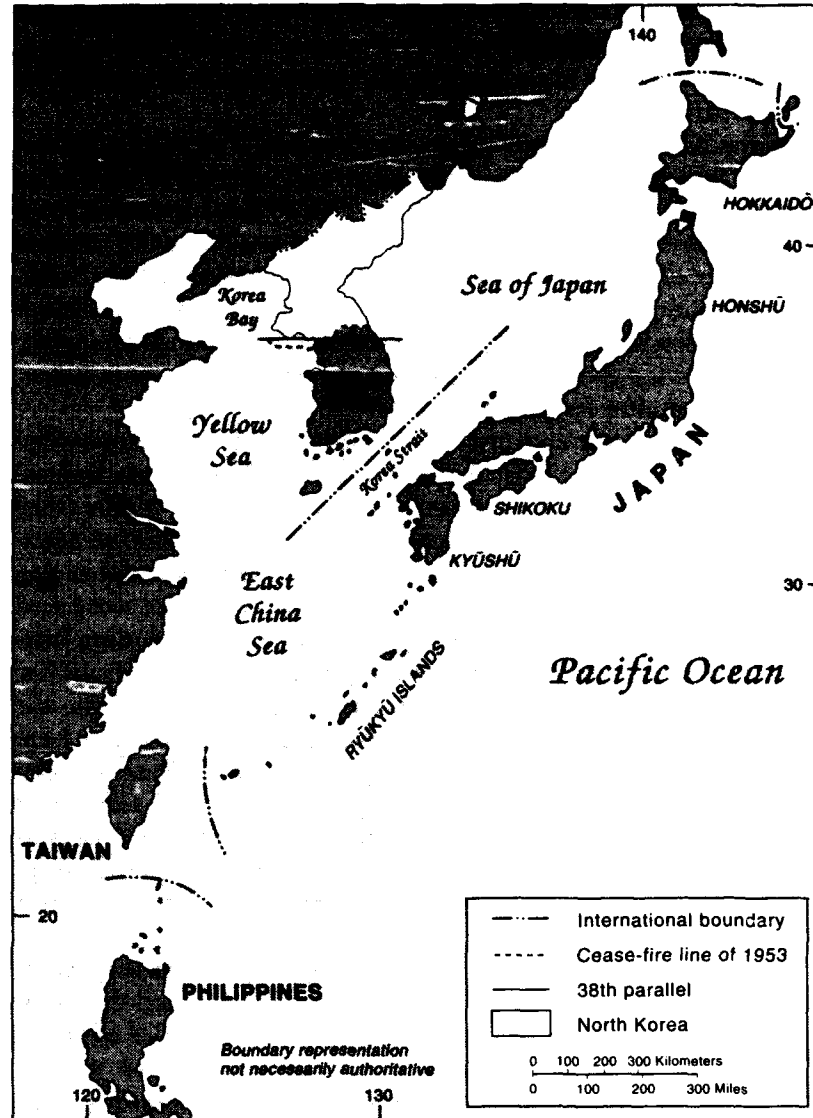 140
HOKKAIDŌ
40
Korea
Bay
Sea of Japan
HONSHŪ
Yellow
Sea
Korea Strait
JAPAN
SHIKOKU
KYŪSHŪ
East
China
Sea
30
Pacific Ocean
RYŪKYŪ ISLANDS
TAIWAN
20
PHILIPPINES
Boundary representation
not necessarily authoritative
120
130
International boundary
Cease-fire line of 1953
38th parallel
North Korea
0 100 200 300 Kilometers
0 100 200 300 Miles